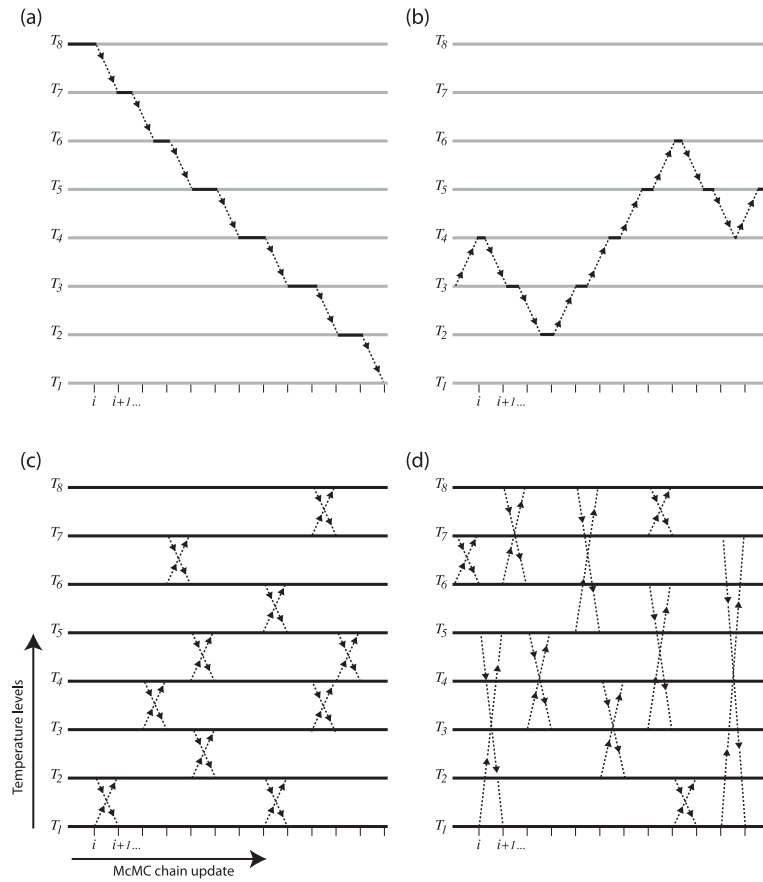 (a)
T8
T7
T6
T5
T4
T3
T2
T1
i i+1...
(b)
T8
T7
T6
T5
T4
T3
T2
T1
i i+1...
(c)
T8
T7
T6
T5
T4
T3
T2
T1
i i+1...
Temperature levels
McMC chain update
(d)
T8
T7
T6
T5
T4
T3
T2
T1
i i+1...